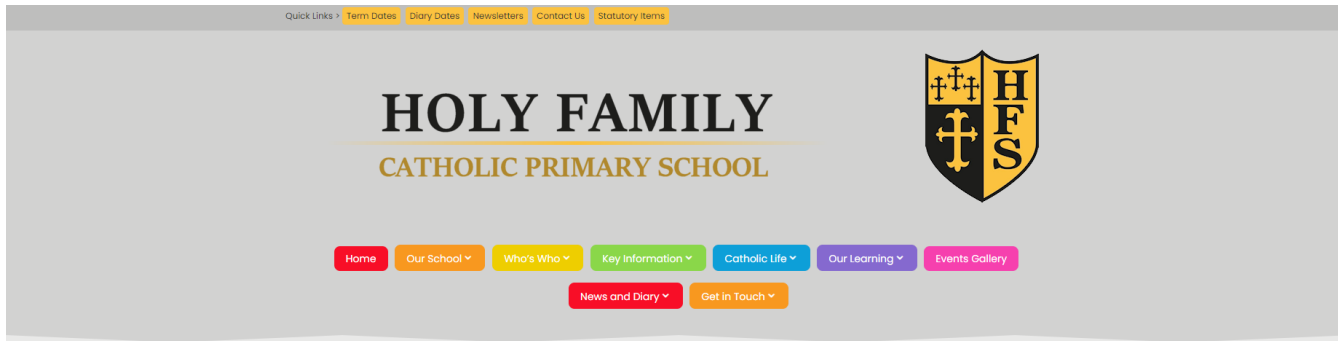 Quick Links > Term Dates Diary Dates Newsletters Contact Us Statutory Items
HOLY FAMILY
CATHOLIC PRIMARY SCHOOL
H
F
S
Home Our School Who's Who Key Information Catholic Life Our Learning Events Gallery
News and Diary Get in Touch